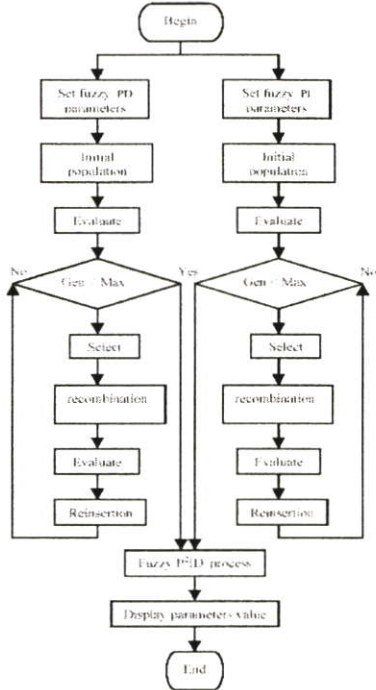 Begin
Set fuzzy PD
parameters
Set fuzzy PI
parameters
Initial
population
Initial
population
Evaluate
Evaluate
No
Gen < Max
Yes
Gen < Max
No
Select
Select
recombination
recombination
Evaluate
Evaluate
Reinsertion
Reinsertion
Fuzzy P²ID process
Display parameters value
End